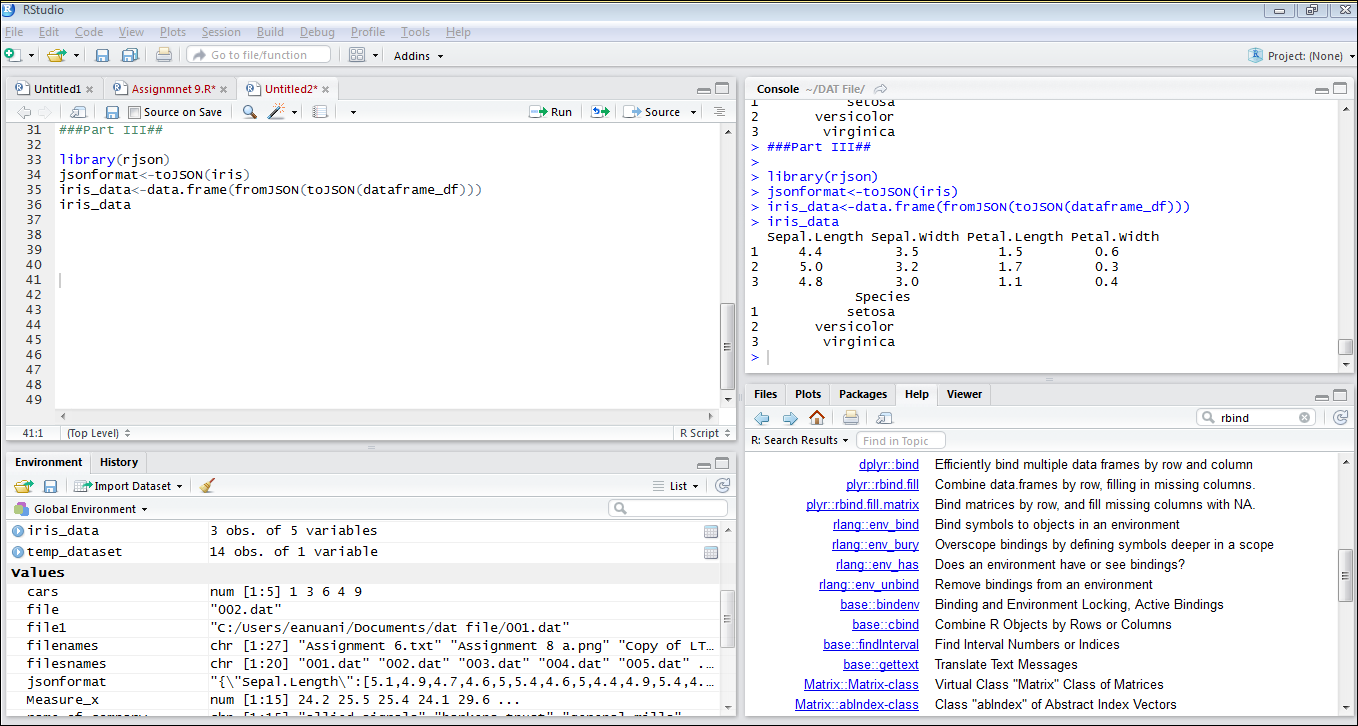 RStudio
File Edit Code View Plots Session Build Debug Profile Tools Help
Go to file/function Addins Project: (None)
Untitled1 Assignmnet 9.R* Untitled2*
Source on Save Run Source
31 ###Part III##
32
33 library(rjson)
34 jsonformat<-toJSON(iris)
35 iris_data<-data.frame(fromJSON(toJSON(dataframe_df)))
36 iris_data
37
38
39
40
41
42
43
44
45
46
47
48
49
41:1 (Top Level) R Script
Console ~/DAT File/
1 setosa
2 versicolor
3 virginica
> ###Part III##
>
> library(rjson)
> jsonformat<-toJSON(iris)
> iris_data<-data.frame(fromJSON(toJSON(dataframe_df)))
> iris_data
Sepal.Length Sepal.Width Petal.Length Petal.Width
1 4.4 3.5 1.5 0.6
2 5.0 3.2 1.7 0.3
3 4.8 3.0 1.1 0.4
Species
1 setosa
2 versicolor
3 virginica
>
Environment History
Import Dataset List
Global Environment
iris_data 3 obs. of 5 variables
temp_dataset 14 obs. of 1 variable
Values
cars num [1:5] 1 3 6 4 9
file "002.dat"
file1 "C:/Users/eanuani/Documents/dat file/001.dat"
filenames chr [1:27] "Assignment 6.txt" "Assignment 8 a.png" "Copy of LT…
filesnames chr [1:20] "001.dat" "002.dat" "003.dat" "004.dat" "005.dat" ...
jsonformat "{\"Sepal.Length\":[5.1,4.9,4.7,4.6,5,5.4,4.6,5,4.4,4.9,5.4,4.…
Measure_x num [1:15] 24.2 25.5 25.4 24.1 29.6 ...
name_of_company chr [1:15] "allied signals" "bankers trust" "general mills"
Files Plots Packages Help Viewer
rbind
R: Search Results Find in Topic
dplyr::bind Efficiently bind multiple data frames by row and column
plyr::rbind.fill Combine data.frames by row, filling in missing columns.
plyr::rbind.fill.matrix Bind matrices by row, and fill missing columns with NA.
rlang::env_bind Bind symbols to objects in an environment
rlang::env_bury Overscope bindings by defining symbols deeper in a scope
rlang::env_has Does an environment have or see bindings?
rlang::env_unbind Remove bindings from an environment
base::bindenv Binding and Environment Locking, Active Bindings
base::cbind Combine R Objects by Rows or Columns
base::findInterval Find Interval Numbers or Indices
base::gettext Translate Text Messages
Matrix::Matrix-class Virtual Class "Matrix" Class of Matrices
Matrix::abIndex-class Class "abIndex" of Abstract Index Vectors